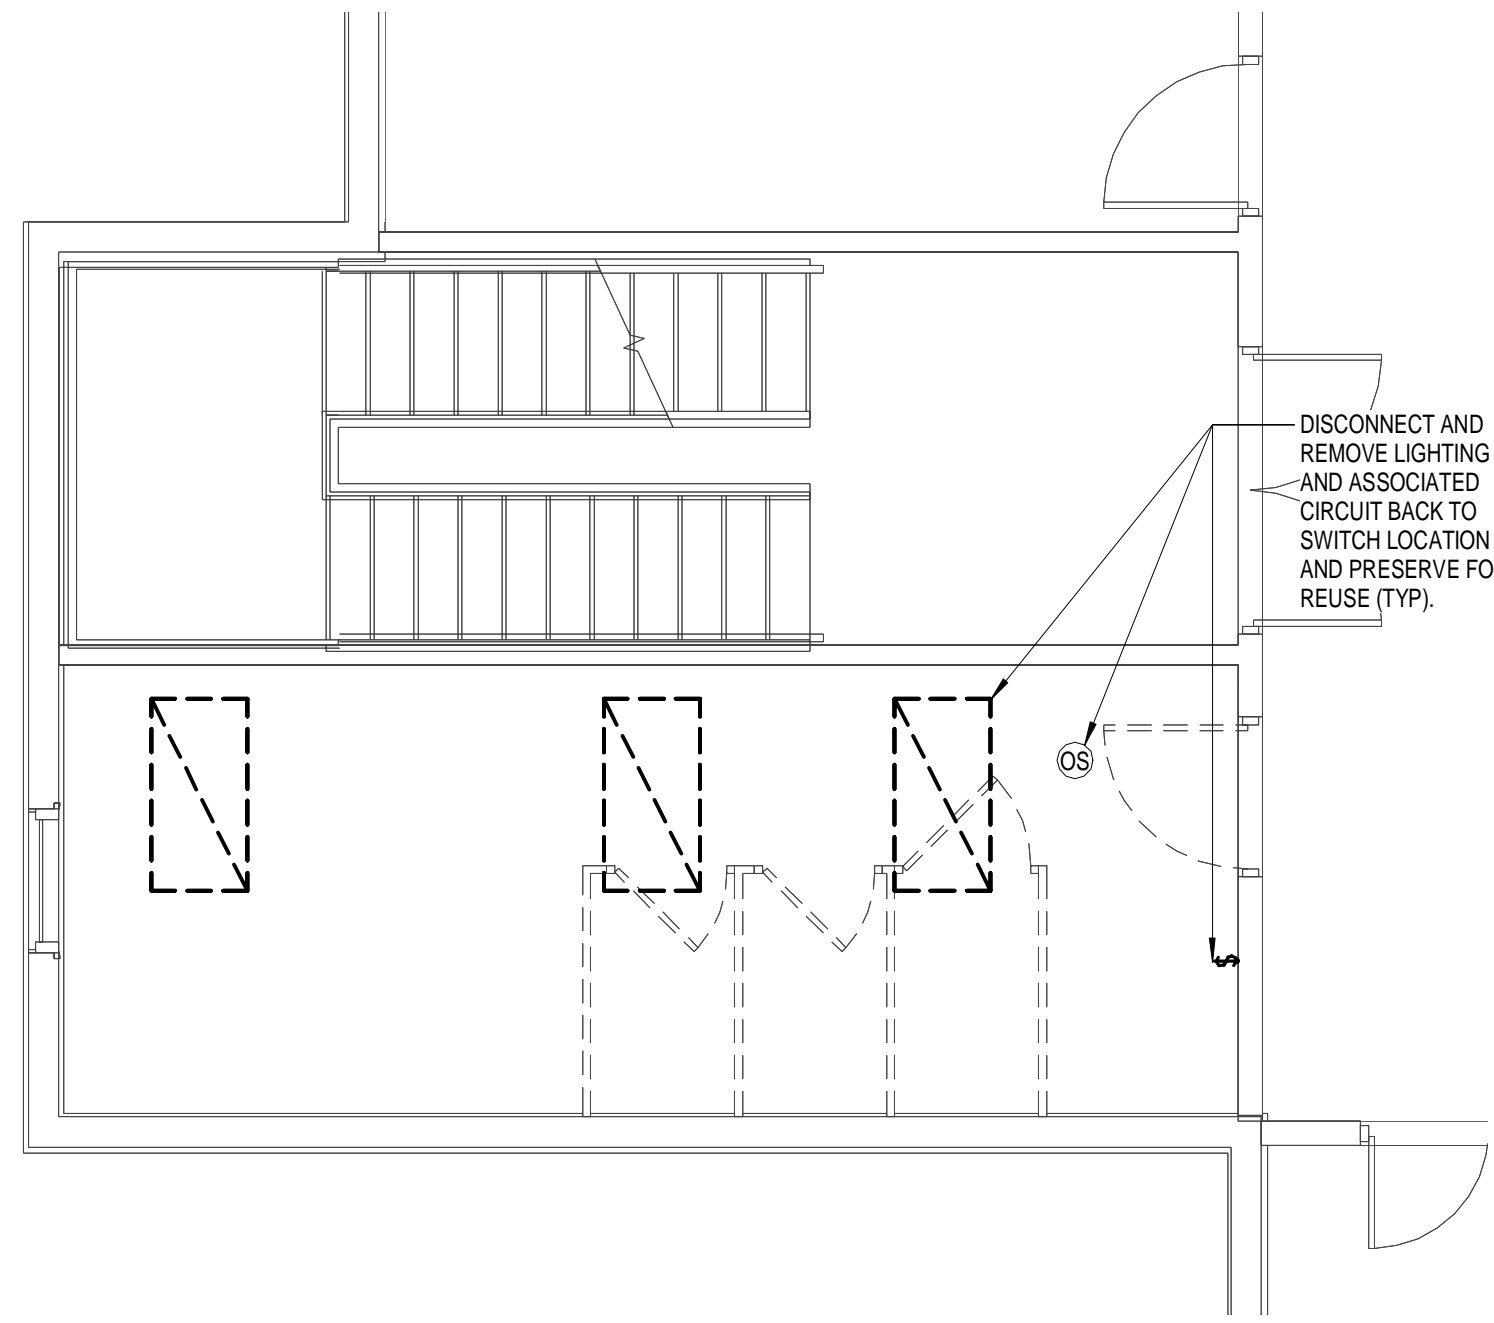 DISCONNECT AND
REMOVE LIGHTING
AND ASSOCIATED
CIRCUIT BACK TO
SWITCH LOCATION
AND PRESERVE FO
REUSE (TYP).
OS
$